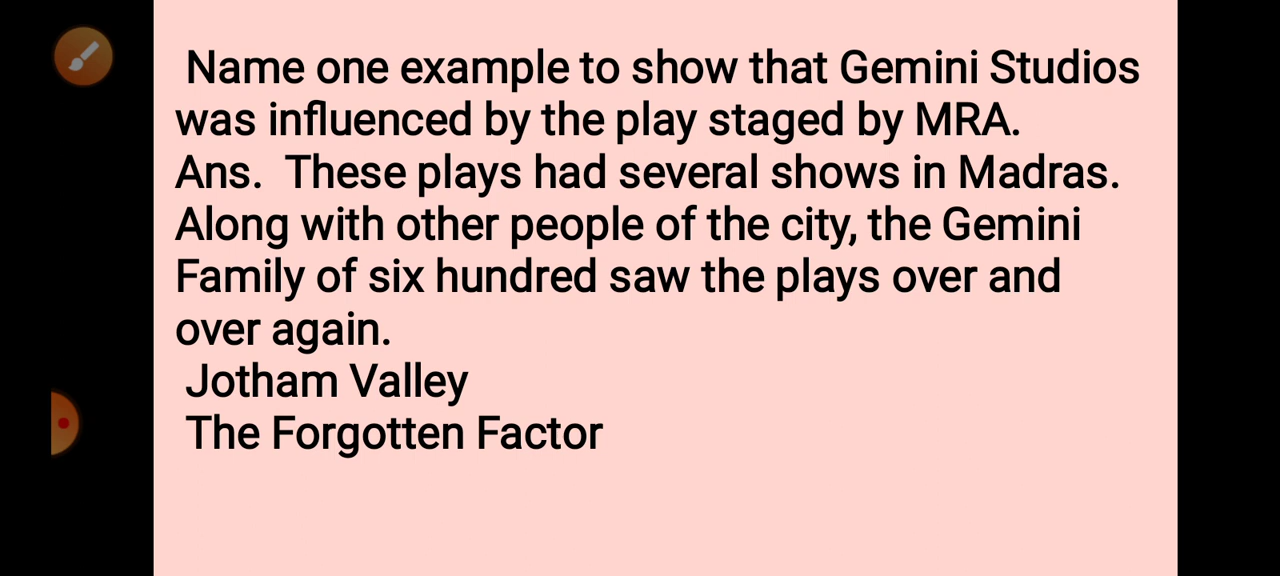 Name one example to show that Gemini Studios
was influenced by the play staged by MRA.
Ans. These plays had several shows in Madras.
Along with other people of the city, the Gemini
Family of six hundred saw the plays over and
over again.
Jotham Valley
The Forgotten Factor